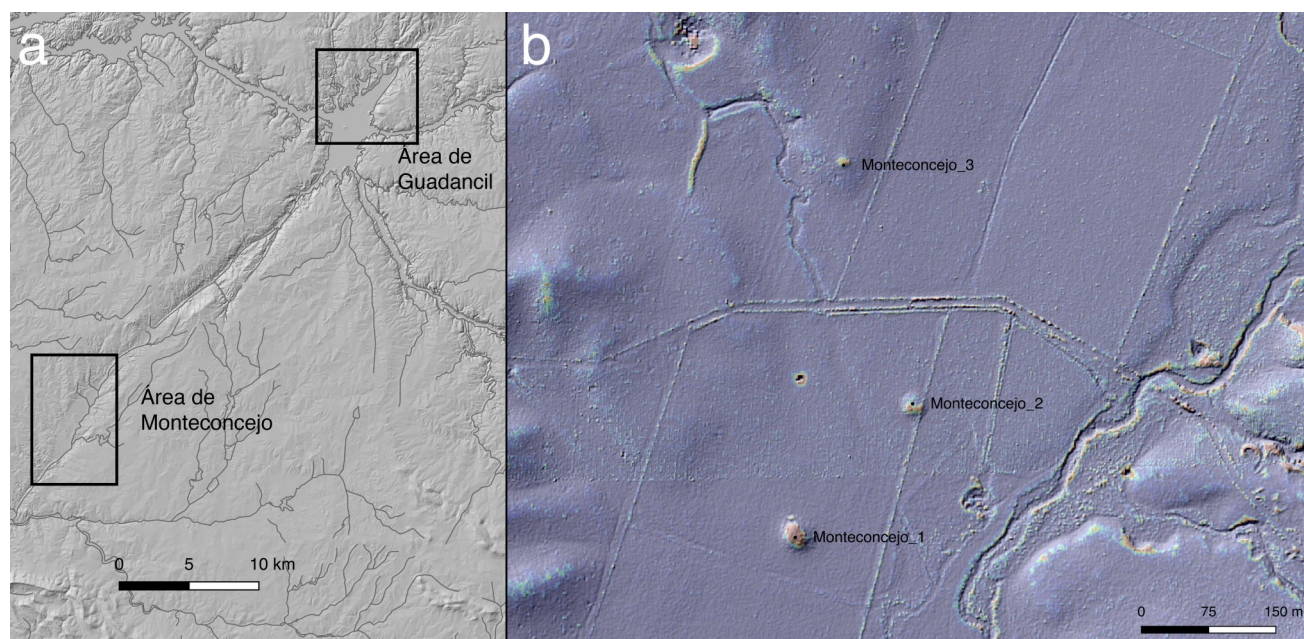 a
Área de
Guadancil
Área de
Monteconcejo
0 5 10 km
b
Monteconcejo_3
Monteconcejo_2
Monteconcejo_1
0 75 150 m